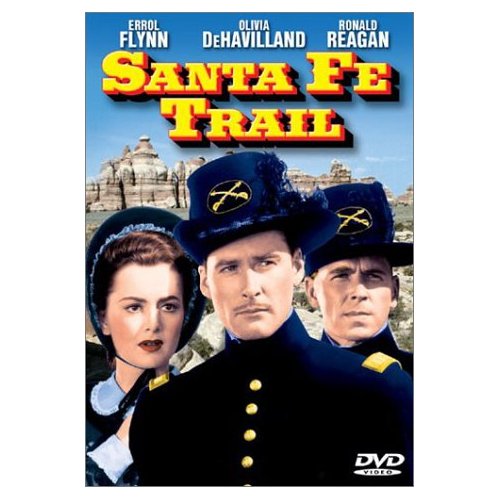 ERROL OLIVIA RONALD
FLYNN DEHAVILLAND REAGAN
SANTA FE
TRAIL
DVD
VIDEO